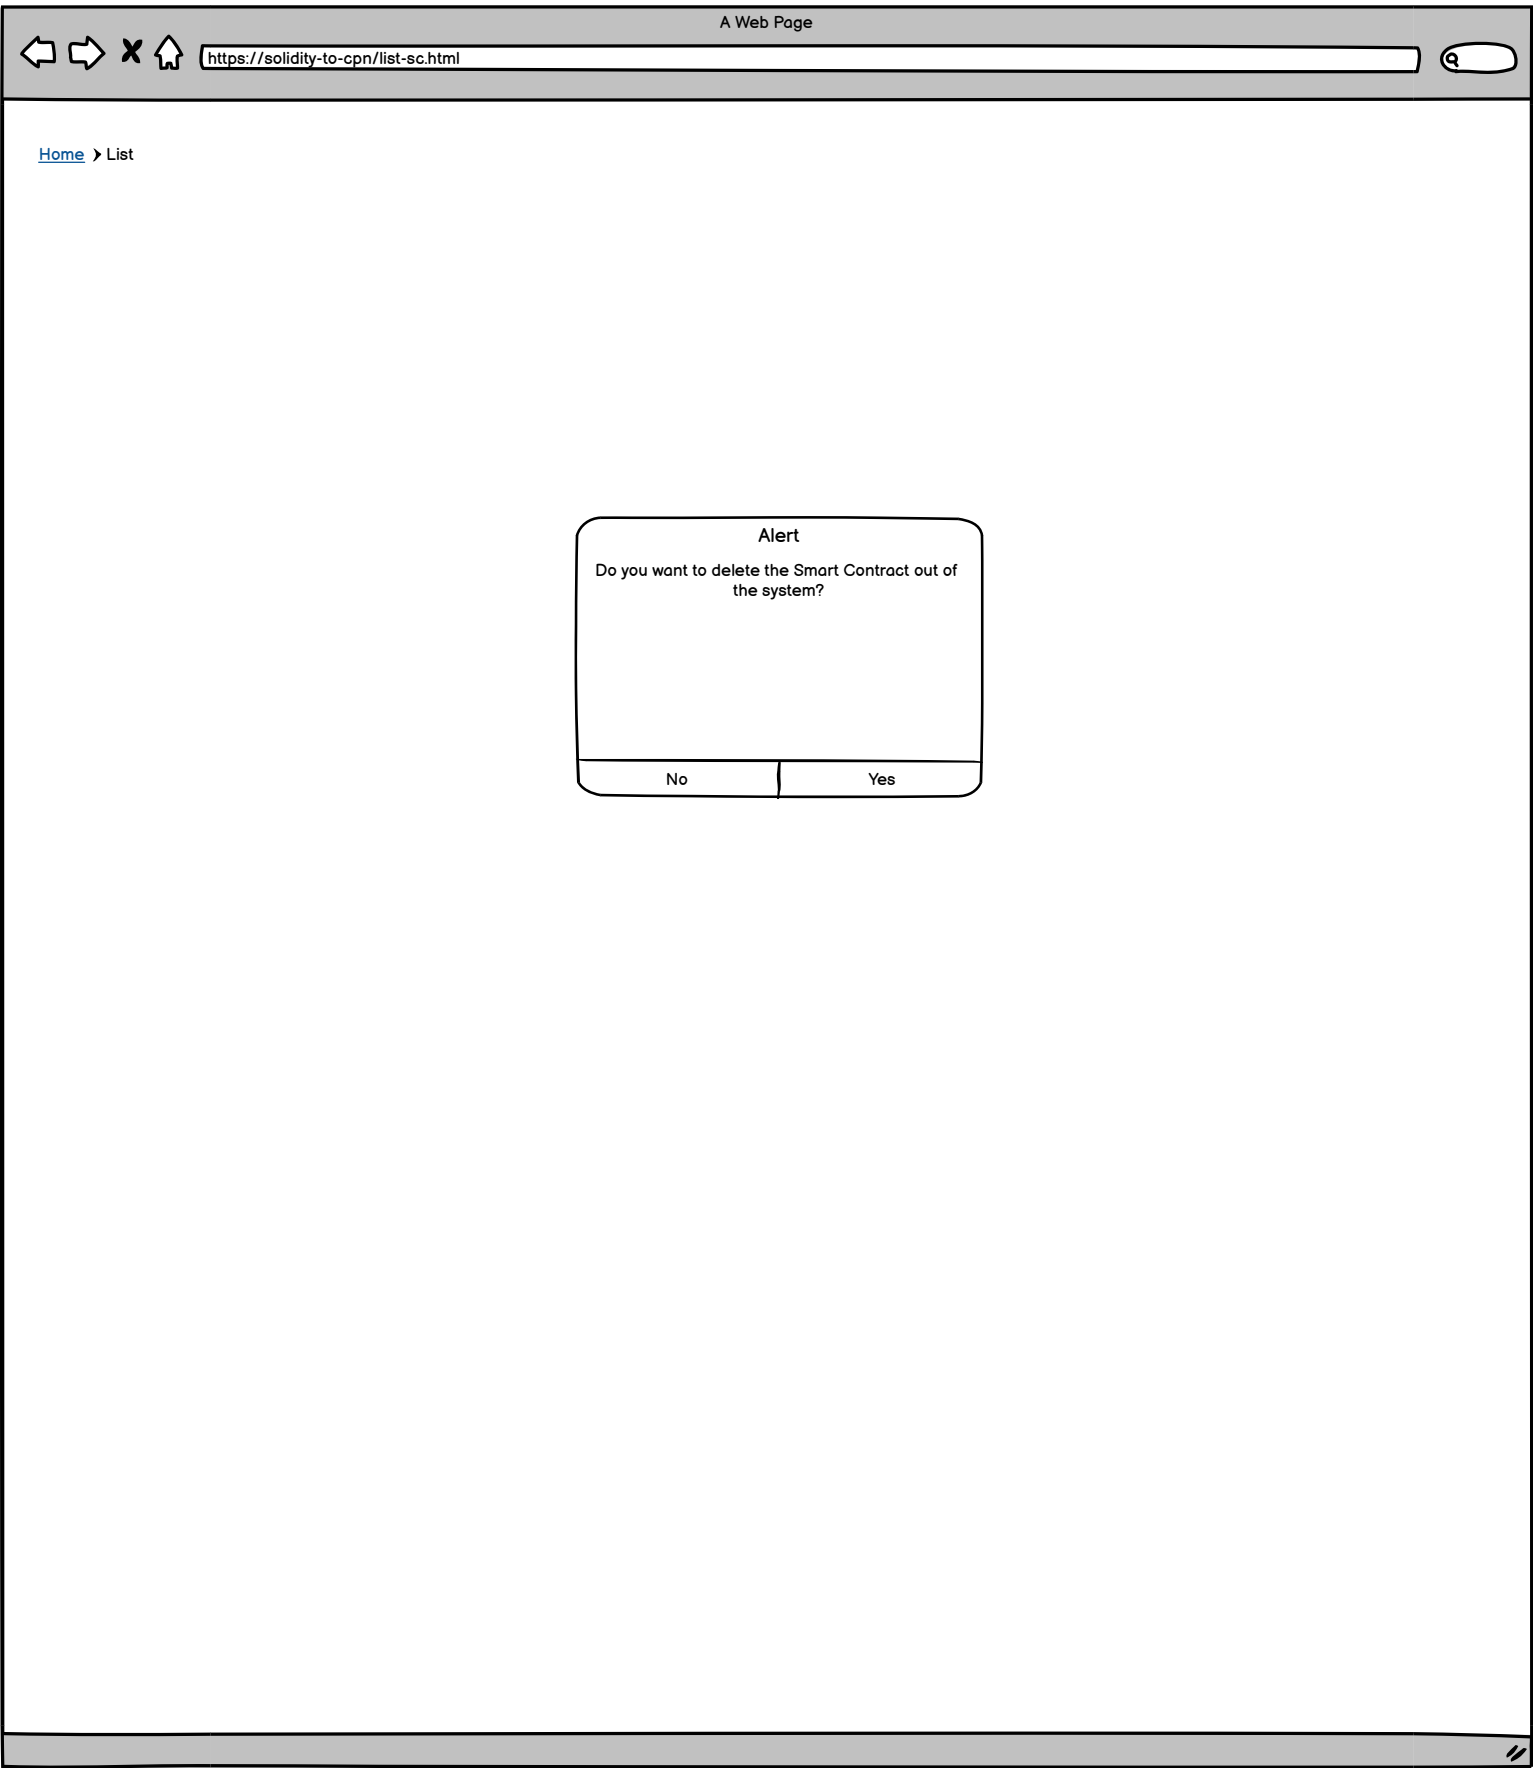 A Web Page
https://solidity-to-cpn/list-sc.html
Home List
Alert
Do you want to delete the Smart Contract out of
the system?
No Yes